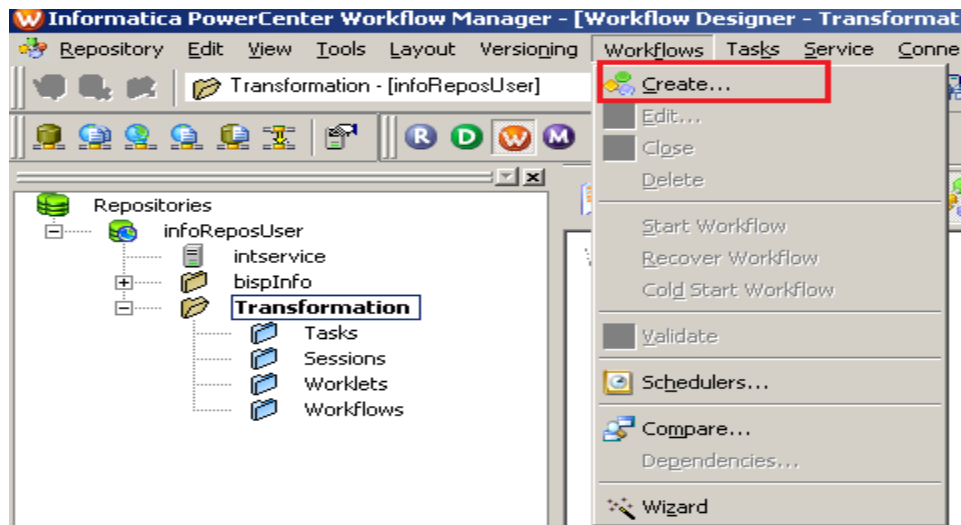 Informatica PowerCenter Workflow Manager - [Workflow Designer - Transformat
Repository Edit View Tools Layout Versioning Workflows Tasks Service Conne
Transformation - [infoReposUser]
R D W M
Create...
Edit...
Close
Delete
Start Workflow
Recover Workflow
Cold Start Workflow
Validate
Schedulers...
Compare...
Dependencies...
Wizard
Repositories
infoReposUser
intservice
bispInfo
Transformation
Tasks
Sessions
Worklets
Workflows